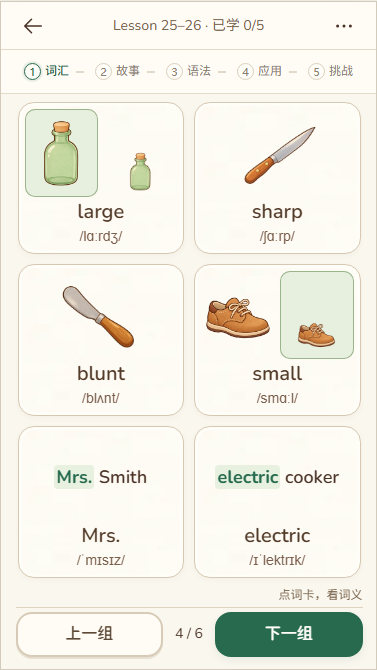 Lesson 25–26 · 已学 0/5
1 词汇 – 2 故事 – 3 语法 – 4 应用 – 5 挑战
large
/lɑːrdʒ/
sharp
/ʃɑːrp/
blunt
/blʌnt/
small
/smɑːl/
Mrs. Smith
Mrs.
/ˈmɪsɪz/
electric cooker
electric
/ɪˈlektrɪk/
点词卡，看词义
上一组
4 / 6
下一组